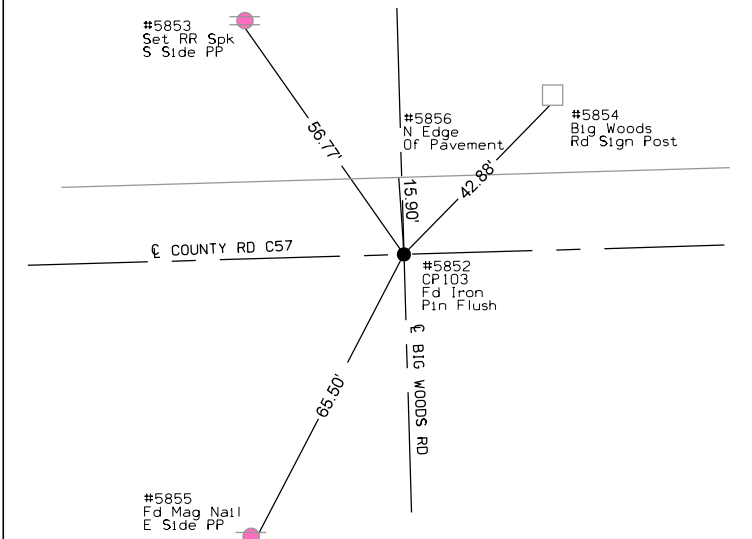 #5853
Set RR Spk
S Side PP
56.77'
#5856
N Edge
Of Pavement
#5854
Big Woods
Rd Sign Post
42.88'
15.90'
℄ COUNTY RD C57
#5852
CP103
Fd Iron
Pin Flush
℄ BIG WOODS RD
65.50'
#5855
Fd Mag Nail
E Side PP